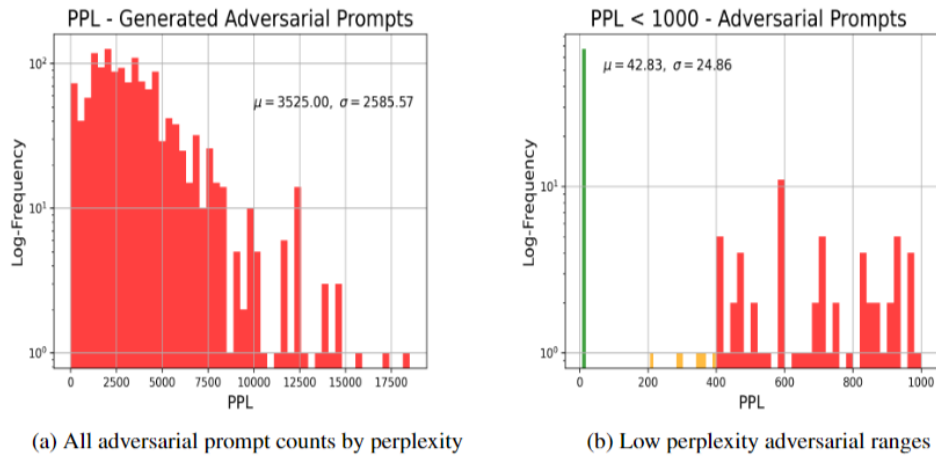 PPL - Generated Adversarial Prompts
10²
10¹
10⁰
Log-Frequency
μ = 3525.00, σ = 2585.57
0 2500 5000 7500 10000 12500 15000 17500
PPL
(a) All adversarial prompt counts by perplexity
PPL < 1000 - Adversarial Prompts
10¹
10⁰
Log-Frequency
μ = 42.83, σ = 24.86
0 200 400 600 800 1000
PPL
(b) Low perplexity adversarial ranges